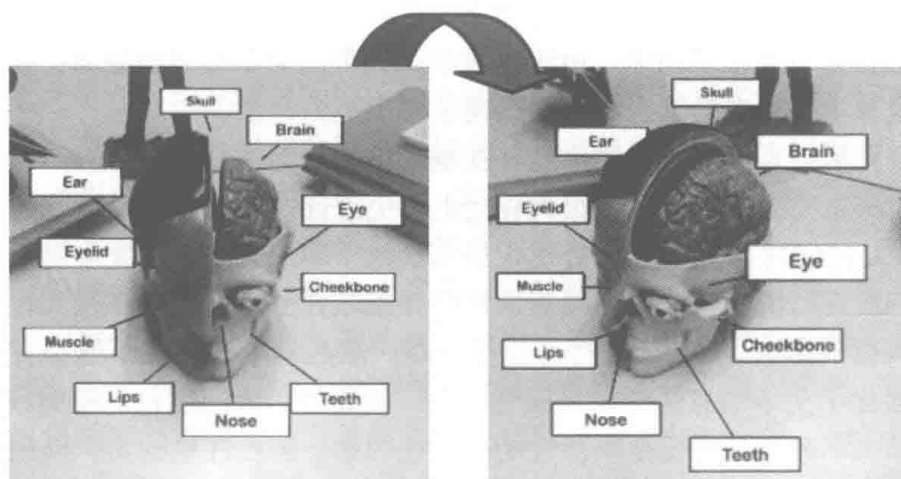 Skull
Brain
Ear
Eye
Eyelid
Cheekbone
Muscle
Lips
Teeth
Nose
Skull
Ear
Brain
Eyelid
Eye
Muscle
Lips
Cheekbone
Nose
Teeth